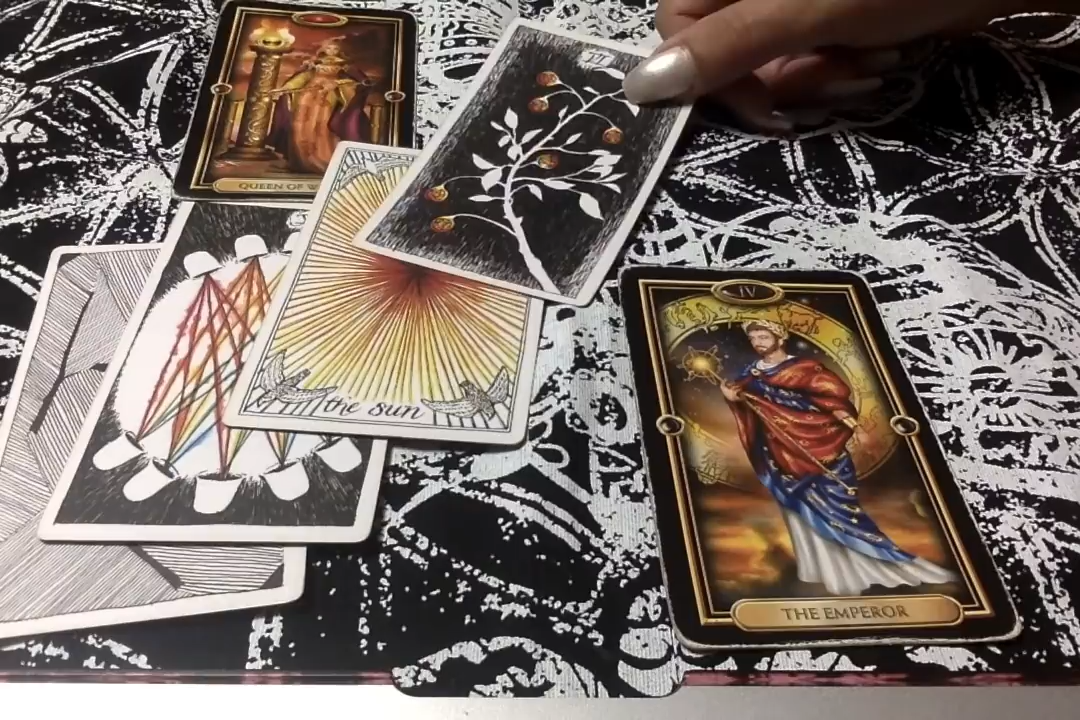 QUEEN OF
the sun
IV
THE EMPEROR